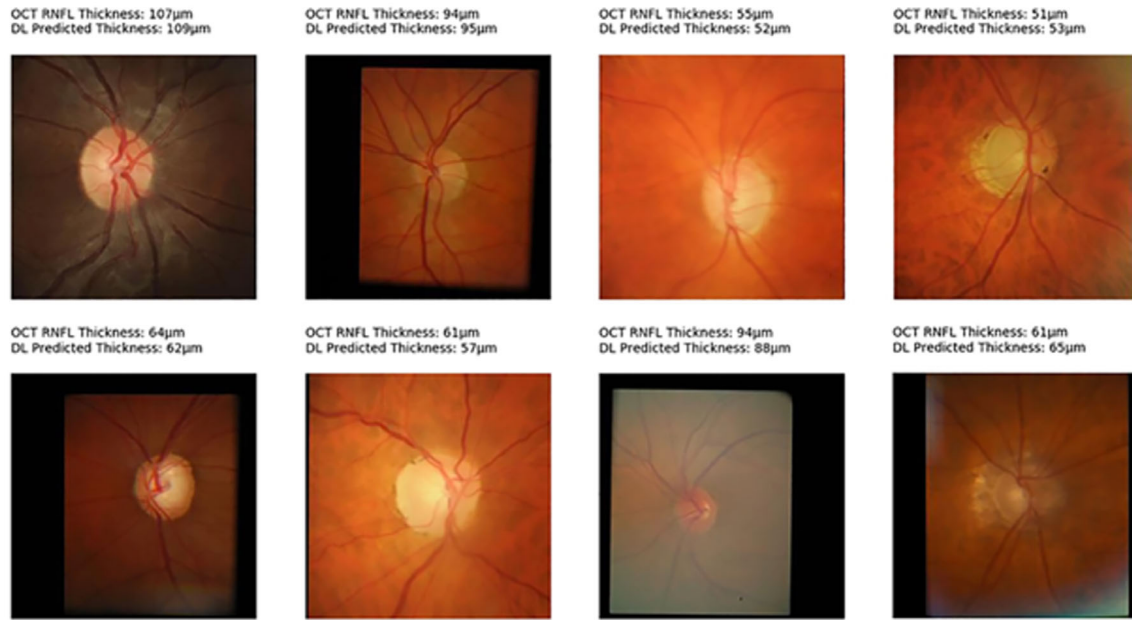 OCT RNFL Thickness: 107µm
DL Predicted Thickness: 109µm
OCT RNFL Thickness: 94µm
DL Predicted Thickness: 95µm
OCT RNFL Thickness: 55µm
DL Predicted Thickness: 52µm
OCT RNFL Thickness: 51µm
DL Predicted Thickness: 53µm
OCT RNFL Thickness: 64µm
DL Predicted Thickness: 62µm
OCT RNFL Thickness: 61µm
DL Predicted Thickness: 57µm
OCT RNFL Thickness: 94µm
DL Predicted Thickness: 88µm
OCT RNFL Thickness: 61µm
DL Predicted Thickness: 65µm